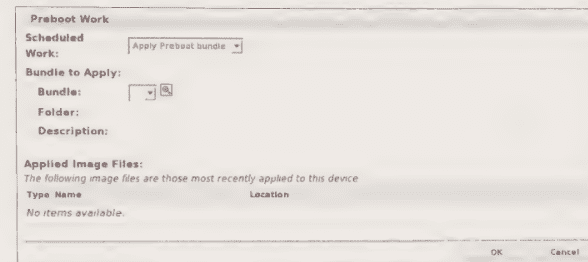 Preboot Work
Scheduled
Work:
Apply Preboot bundle
Bundle to Apply:
Bundle:
Folder:
Description:
Applied Image Files:
The following image files are those most recently applied to this device
Type Name Location
No items available.
OK Cancel